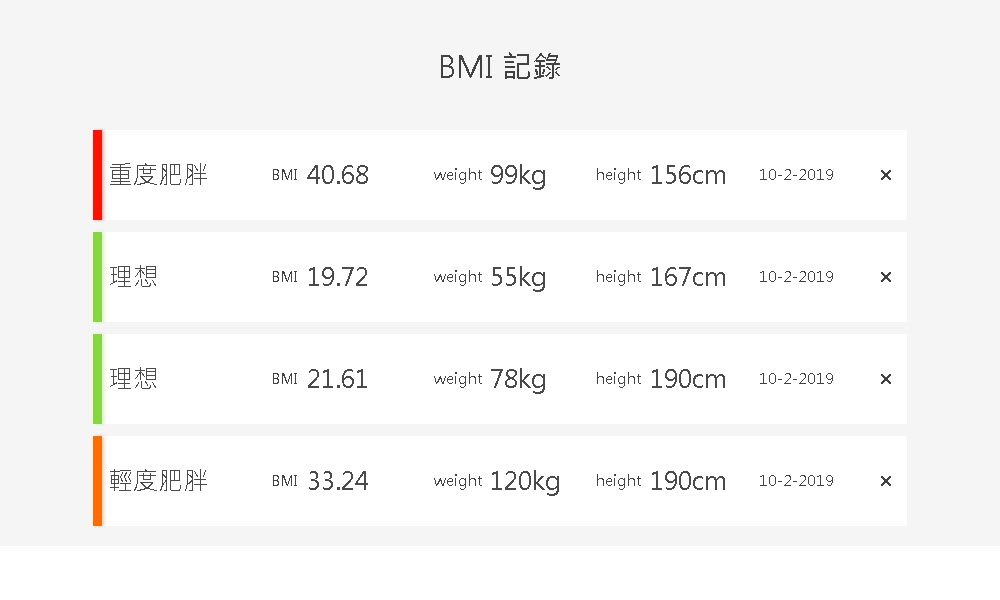 BMI 記錄
重度肥胖 BMI 40.68 weight 99kg height 156cm 10-2-2019 ×
理想 BMI 19.72 weight 55kg height 167cm 10-2-2019 ×
理想 BMI 21.61 weight 78kg height 190cm 10-2-2019 ×
輕度肥胖 BMI 33.24 weight 120kg height 190cm 10-2-2019 ×